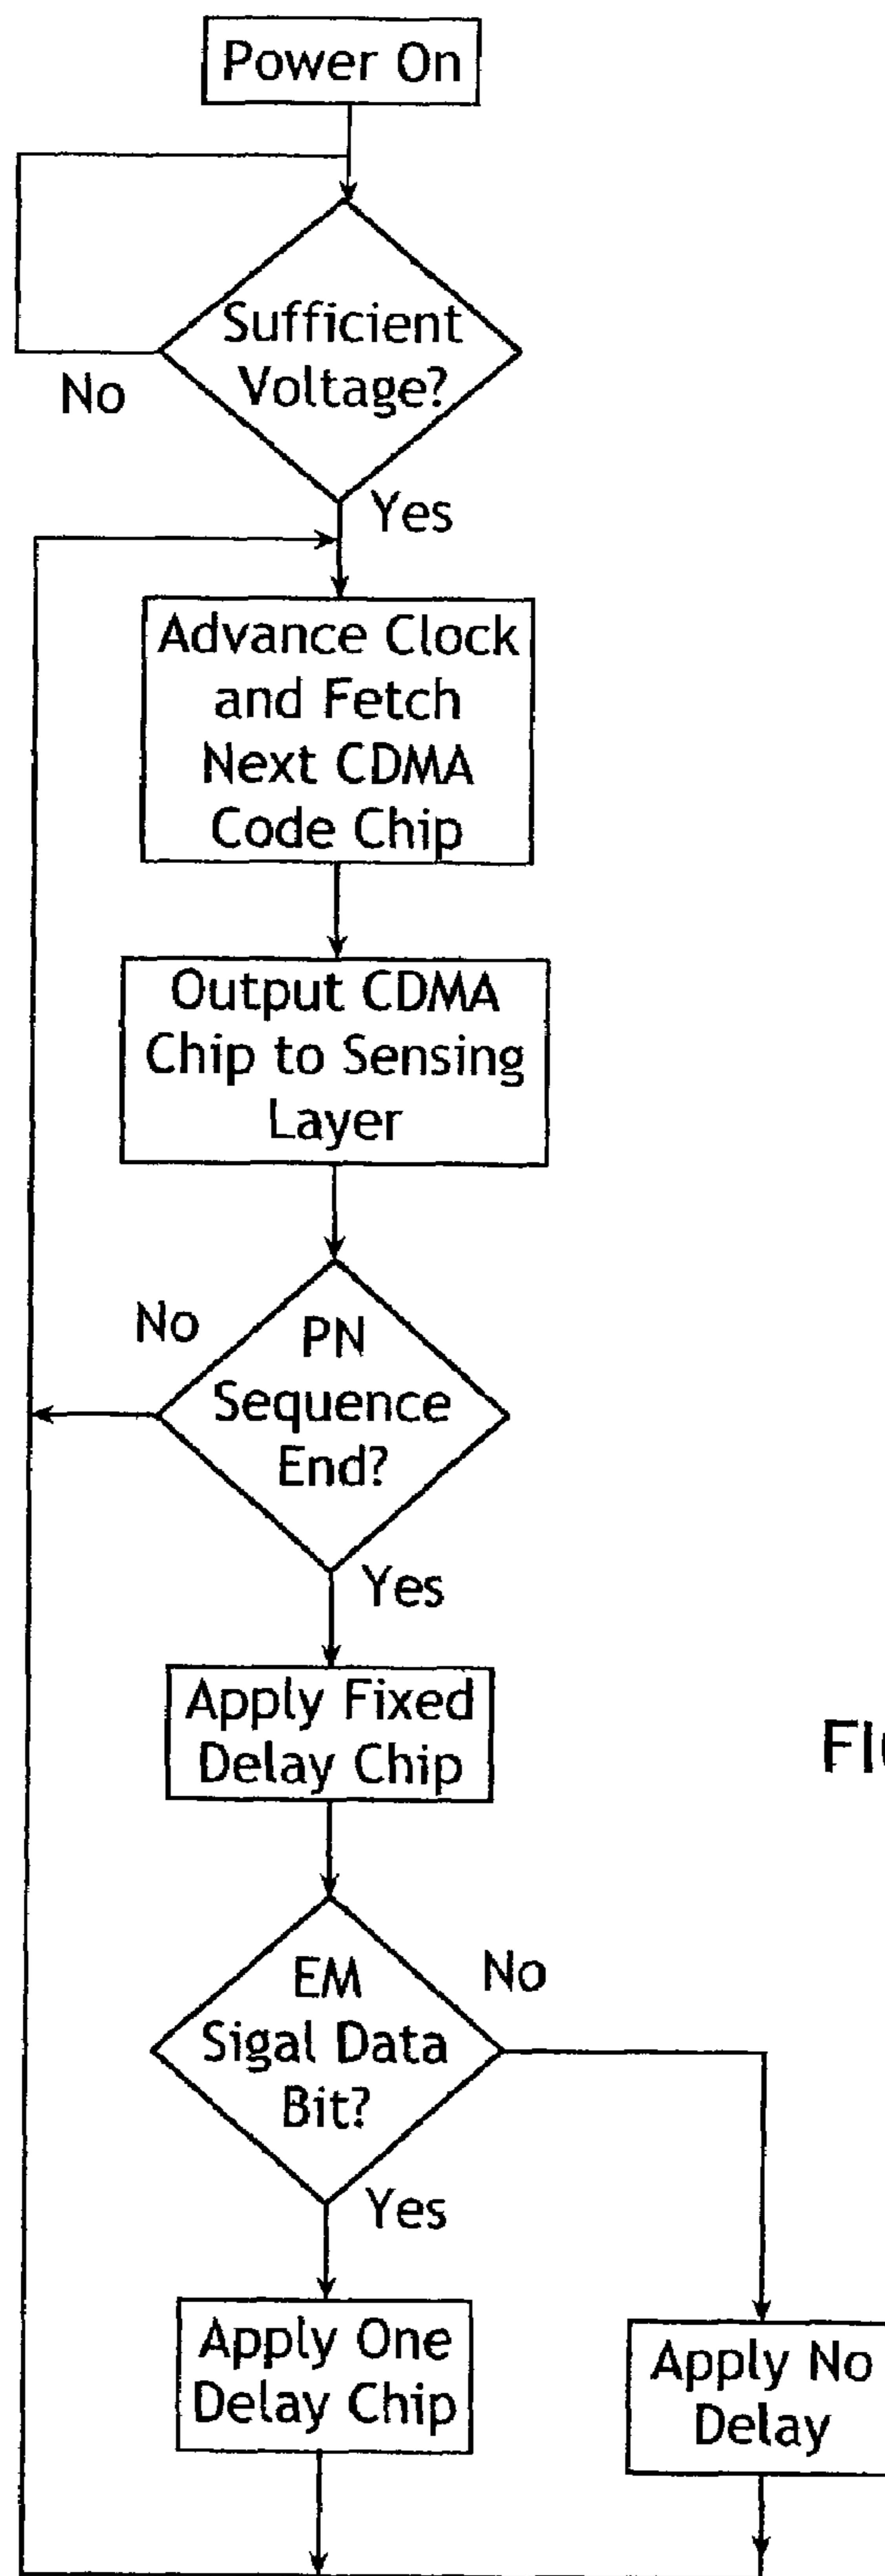 Power On
Sufficient
Voltage?
No
Yes
Advance Clock
and Fetch
Next CDMA
Code Chip
Output CDMA
Chip to Sensing
Layer
No
PN
Sequence
End?
Yes
Apply Fixed
Delay Chip
EM
Sigal Data
Bit?
No
Yes
Apply One
Delay Chip
Apply No
Delay